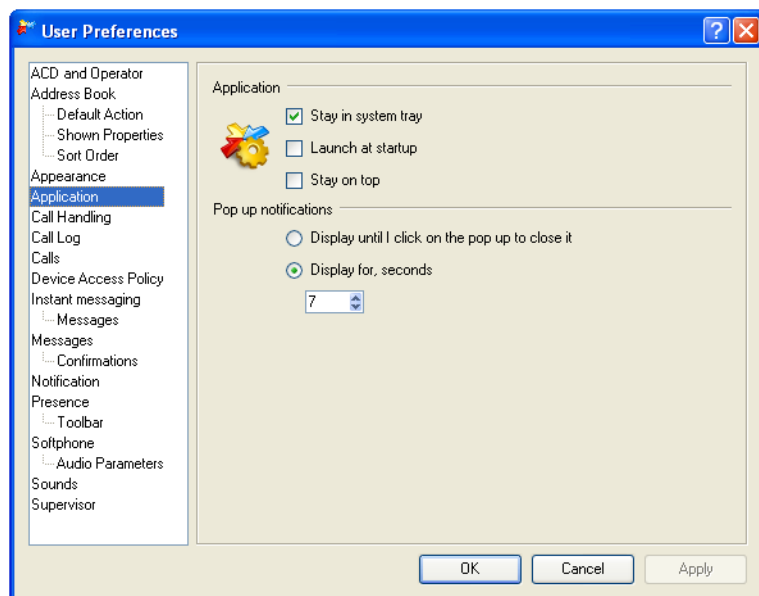 User Preferences
ACD and Operator
Address Book
Default Action
Shown Properties
Sort Order
Appearance
Application
Call Handling
Call Log
Calls
Device Access Policy
Instant messaging
Messages
Messages
Confirmations
Notification
Presence
Toolbar
Softphone
Audio Parameters
Sounds
Supervisor
Application
Stay in system tray
Launch at startup
Stay on top
Pop up notifications
Display until I click on the pop up to close it
Display for, seconds
7
OK
Cancel
Apply